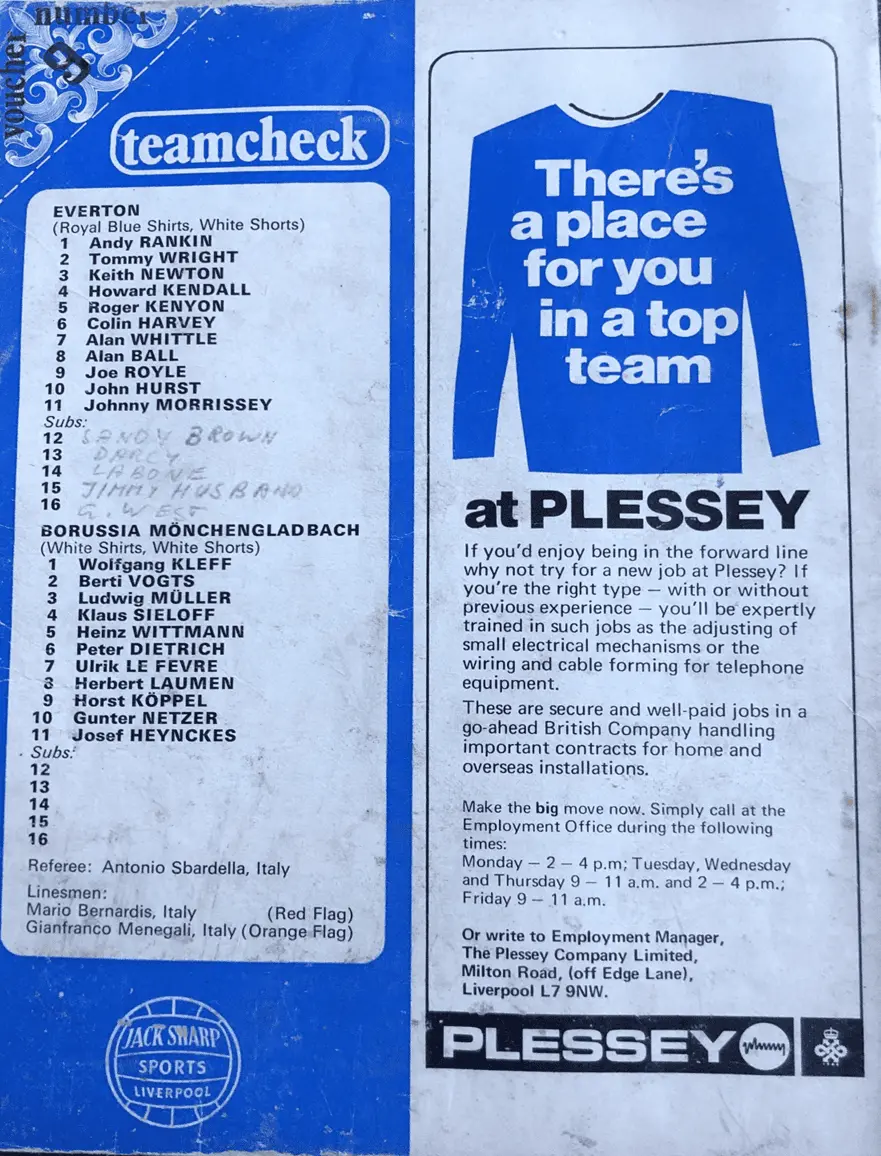 voucher number
9
teamcheck
EVERTON
(Royal Blue Shirts, White Shorts)
1 Andy RANKIN
2 Tommy WRIGHT
3 Keith NEWTON
4 Howard KENDALL
5 Roger KENYON
6 Colin HARVEY
7 Alan WHITTLE
8 Alan BALL
9 Joe ROYLE
10 John HURST
11 Johnny MORRISSEY
Subs:
12 SANDY BROWN
13 DARCY
14 LABONE
15 JIMMY HUSBAND
16 G. WEST
BORUSSIA MÖNCHENGLADBACH
(White Shirts, White Shorts)
1 Wolfgang KLEFF
2 Berti VOGTS
3 Ludwig MÜLLER
4 Klaus SIELOFF
5 Heinz WITTMANN
6 Peter DIETRICH
7 Ulrik LE FEVRE
8 Herbert LAUMEN
9 Horst KÖPPEL
10 Gunter NETZER
11 Josef HEYNCKES
Subs:
12
13
14
15
16
Referee: Antonio Sbardella, Italy
Linesmen:
Mario Bernardis, Italy (Red Flag)
Gianfranco Menegali, Italy (Orange Flag)
JACK SHARP
SPORTS
LIVERPOOL
There's
a place
for you
in a top
team
at PLESSEY
If you'd enjoy being in the forward line
why not try for a new job at Plessey? If
you're the right type – with or without
previous experience – you'll be expertly
trained in such jobs as the adjusting of
small electrical mechanisms or the
wiring and cable forming for telephone
equipment.
These are secure and well-paid jobs in a
go-ahead British Company handling
important contracts for home and
overseas installations.
Make the big move now. Simply call at the
Employment Office during the following
times:
Monday – 2 – 4 p.m; Tuesday, Wednesday
and Thursday 9 – 11 a.m. and 2 – 4 p.m.;
Friday 9 – 11 a.m.
Or write to Employment Manager,
The Plessey Company Limited,
Milton Road, (off Edge Lane),
Liverpool L7 9NW.
PLESSEY